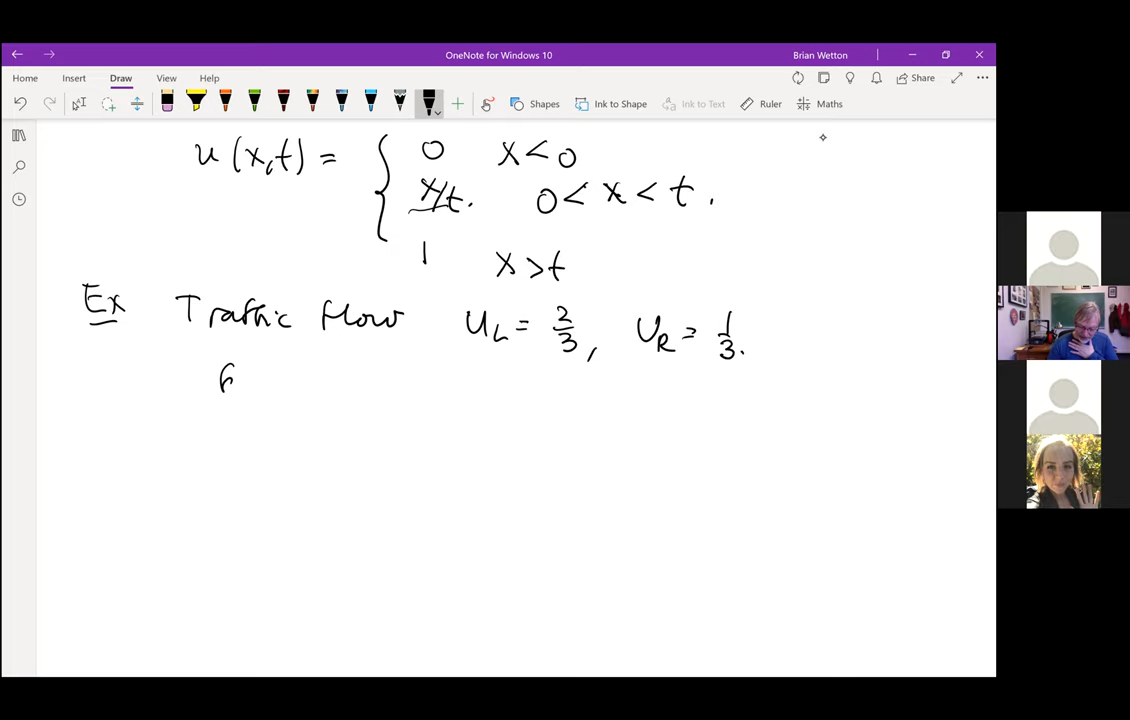 OneNote for Windows 10
Brian Wetton
Home Insert Draw View Help
Share
Shapes
Ink to Shape
Ink to Text
Ruler
Maths
u(x,t) = { 0 x < 0
x/t. 0 < x < t.
1 x > t
Ex Traffic flow u_L = 2/3, u_R = 1/3.